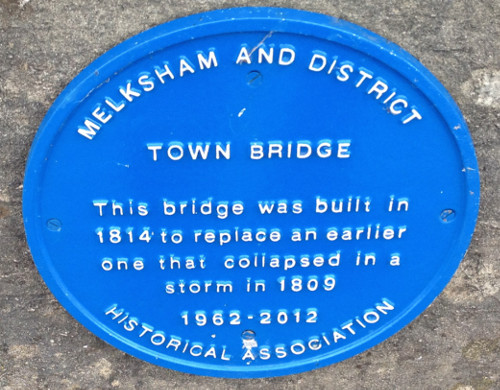 MELKSHAM AND DISTRICT
TOWN BRIDGE
This bridge was built in
1814 to replace an earlier
one that collapsed in a
storm in 1809
1962-2012
HISTORICAL ASSOCIATION